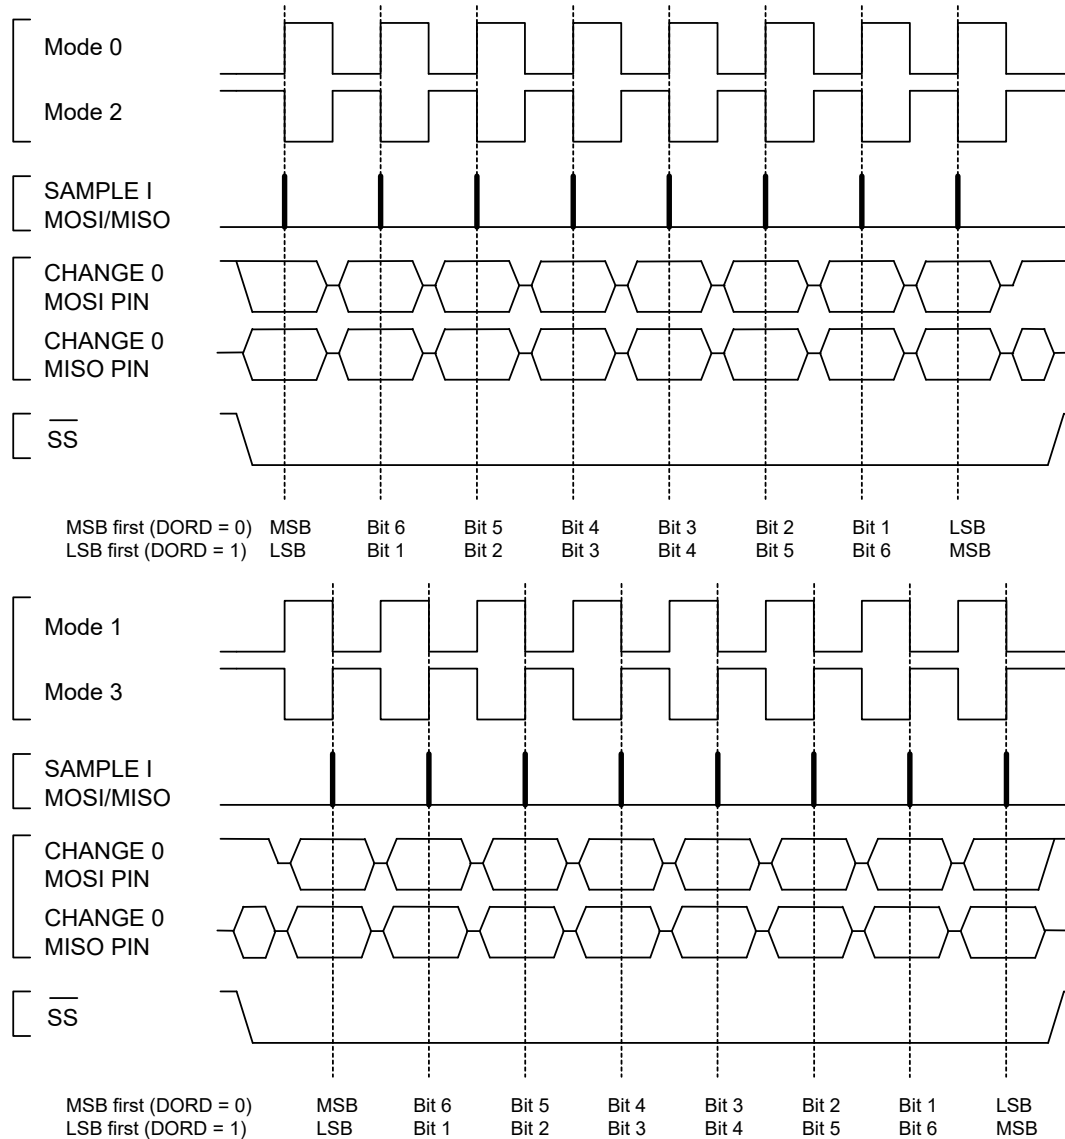 Mode 0
Mode 2
SAMPLE I
MOSI/MISO
CHANGE 0
MOSI PIN
CHANGE 0
MISO PIN
SS
MSB first (DORD = 0) MSB Bit 6 Bit 5 Bit 4 Bit 3 Bit 2 Bit 1 LSB
LSB first (DORD = 1) LSB Bit 1 Bit 2 Bit 3 Bit 4 Bit 5 Bit 6 MSB
Mode 1
Mode 3
SAMPLE I
MOSI/MISO
CHANGE 0
MOSI PIN
CHANGE 0
MISO PIN
SS
MSB first (DORD = 0) MSB Bit 6 Bit 5 Bit 4 Bit 3 Bit 2 Bit 1 LSB
LSB first (DORD = 1) LSB Bit 1 Bit 2 Bit 3 Bit 4 Bit 5 Bit 6 MSB